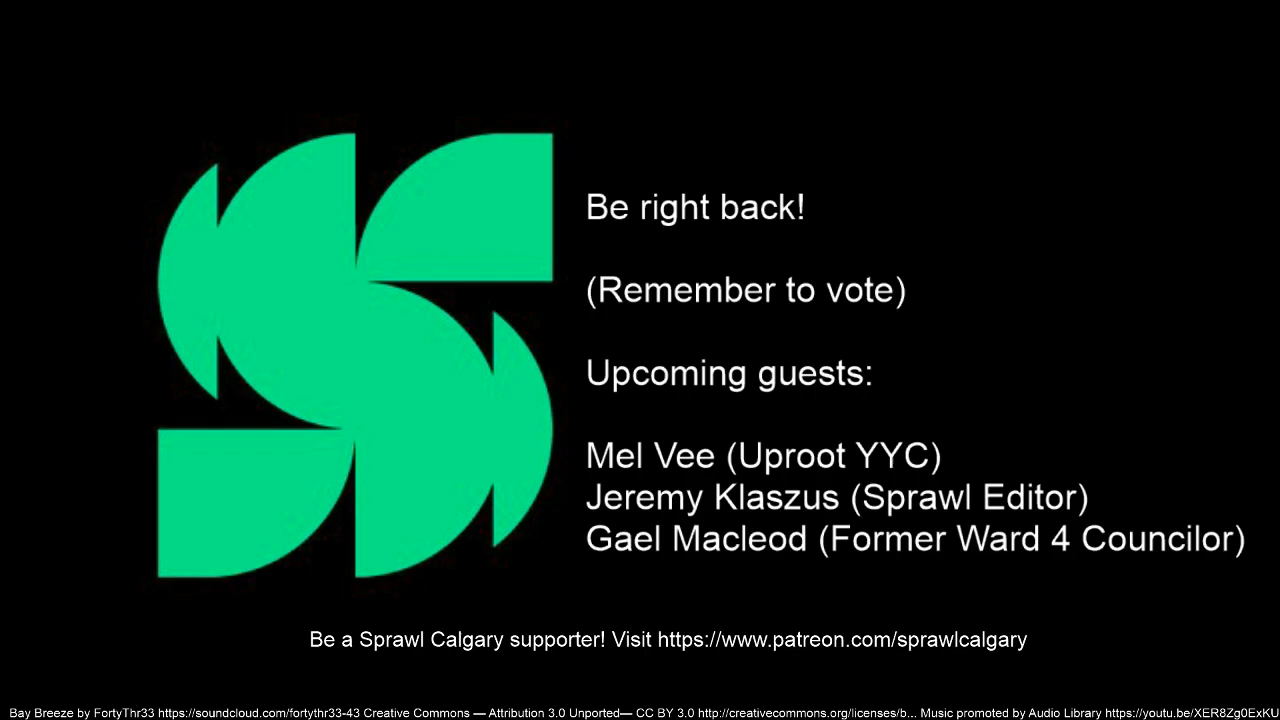 Be right back!
(Remember to vote)
Upcoming guests:
Mel Vee (Uproot YYC)
Jeremy Klaszus (Sprawl Editor)
Gael Macleod (Former Ward 4 Councilor)
Be a Sprawl Calgary supporter! Visit https://www.patreon.com/sprawlcalgary
Bay Breeze by FortyThr33 https://soundcloud.com/fortythr33-43 Creative Commons — Attribution 3.0 Unported— CC BY 3.0 http://creativecommons.org/licenses/b... Music promoted by Audio Library https://youtu.be/XER8Zg0ExKU